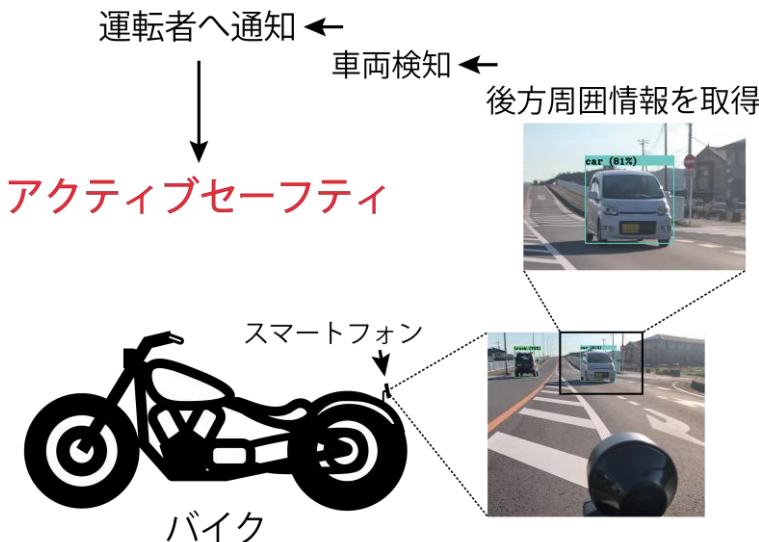 運転者へ通知
車両検知
後方周囲情報を取得
car (81%)
アクティブセーフティ
スマートフォン
バイク